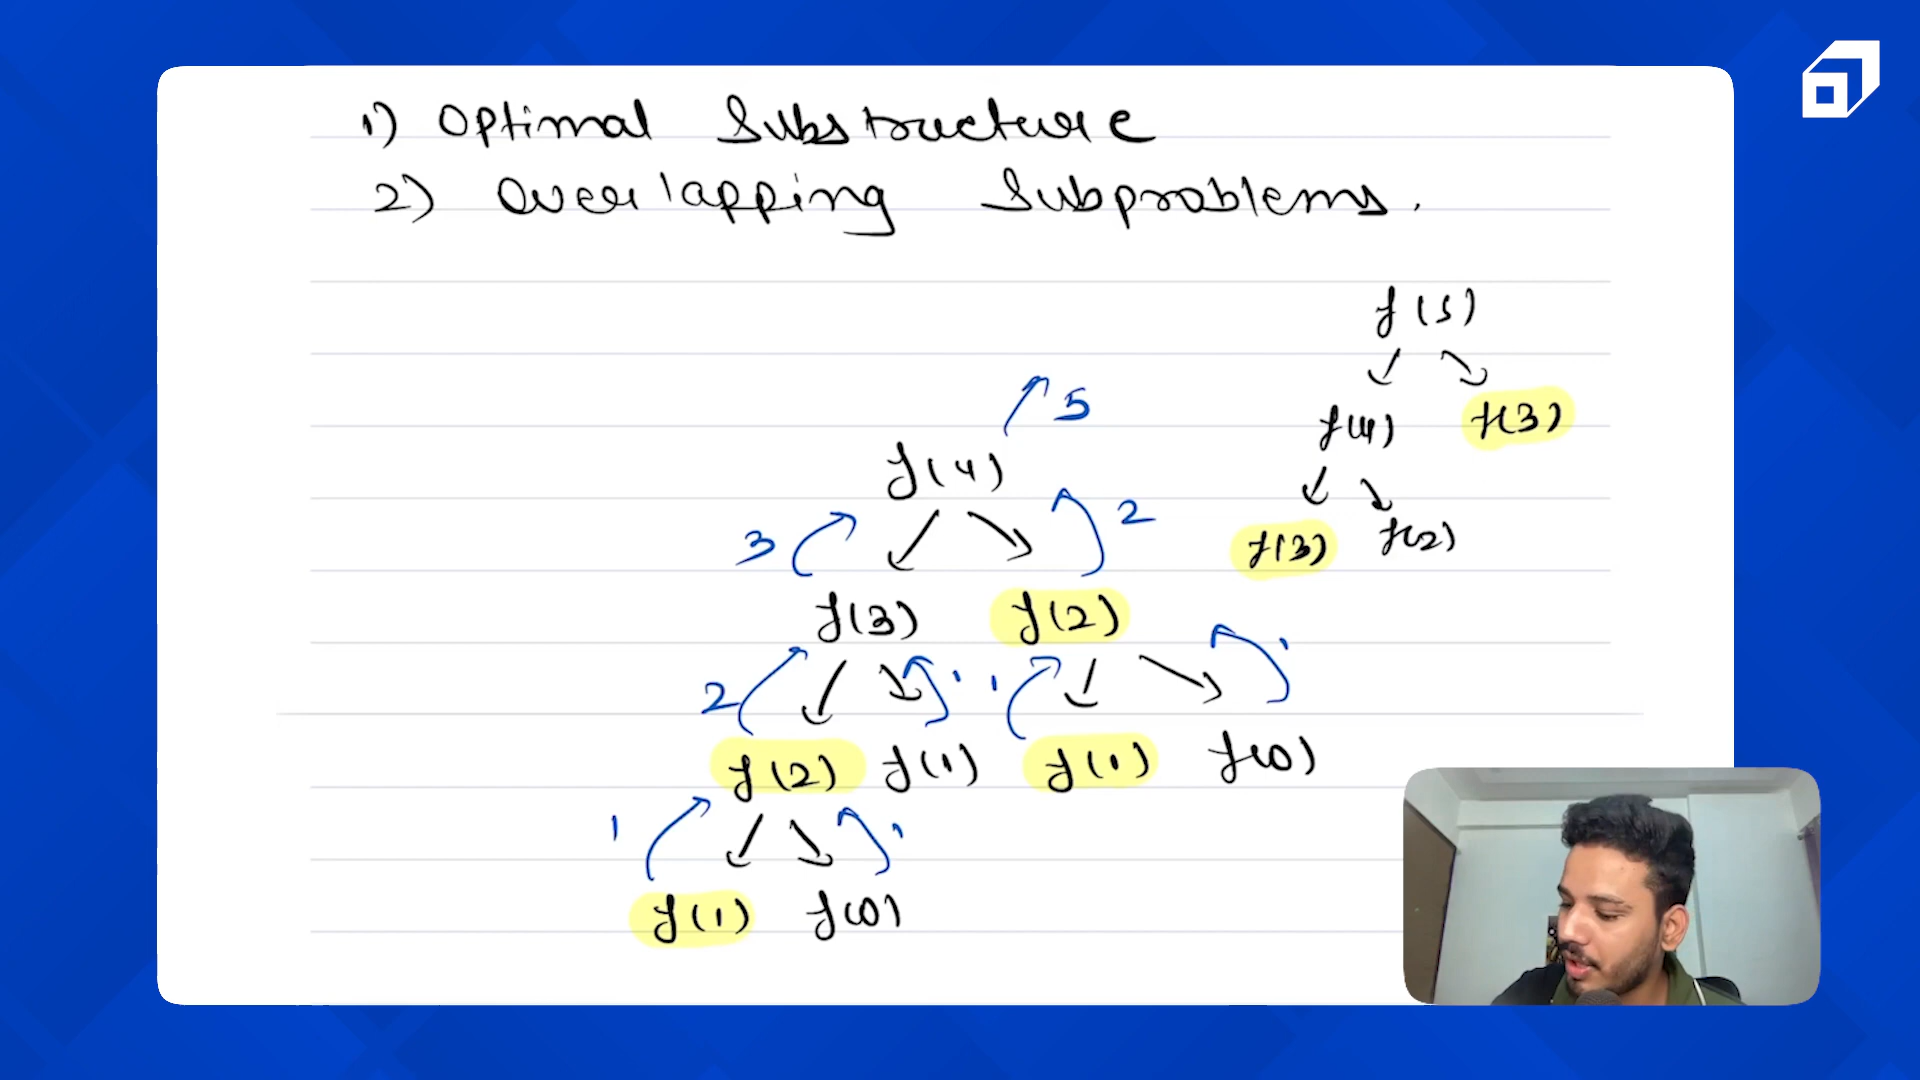 1) Optimal Substructure
2) Overlapping Subproblems.
f(5)
5
f(3)
f(4)
f(4)
3
2
f(3)
f(2)
f(3)
f(2)
2
1
1
1
f(2)
f(1)
f(1)
f(0)
1
1
f(1)
f(0)